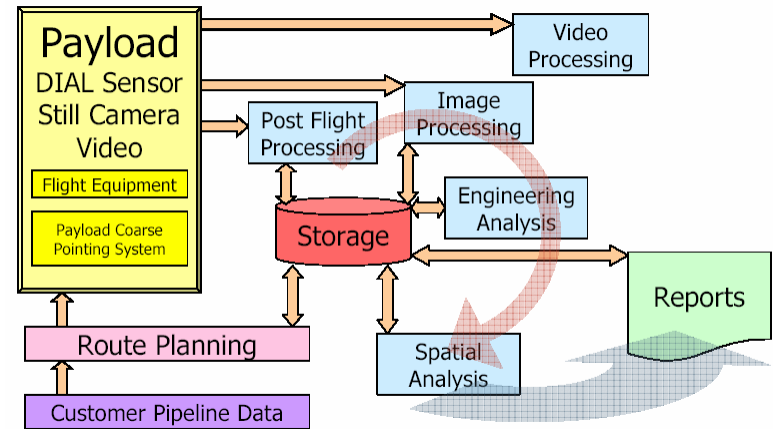 Payload
DIAL Sensor
Still Camera
Video
Flight Equipment
Payload Coarse
Pointing System
Video
Processing
Image
Processing
Post Flight
Processing
Engineering
Analysis
Storage
Reports
Route Planning
Spatial
Analysis
Customer Pipeline Data